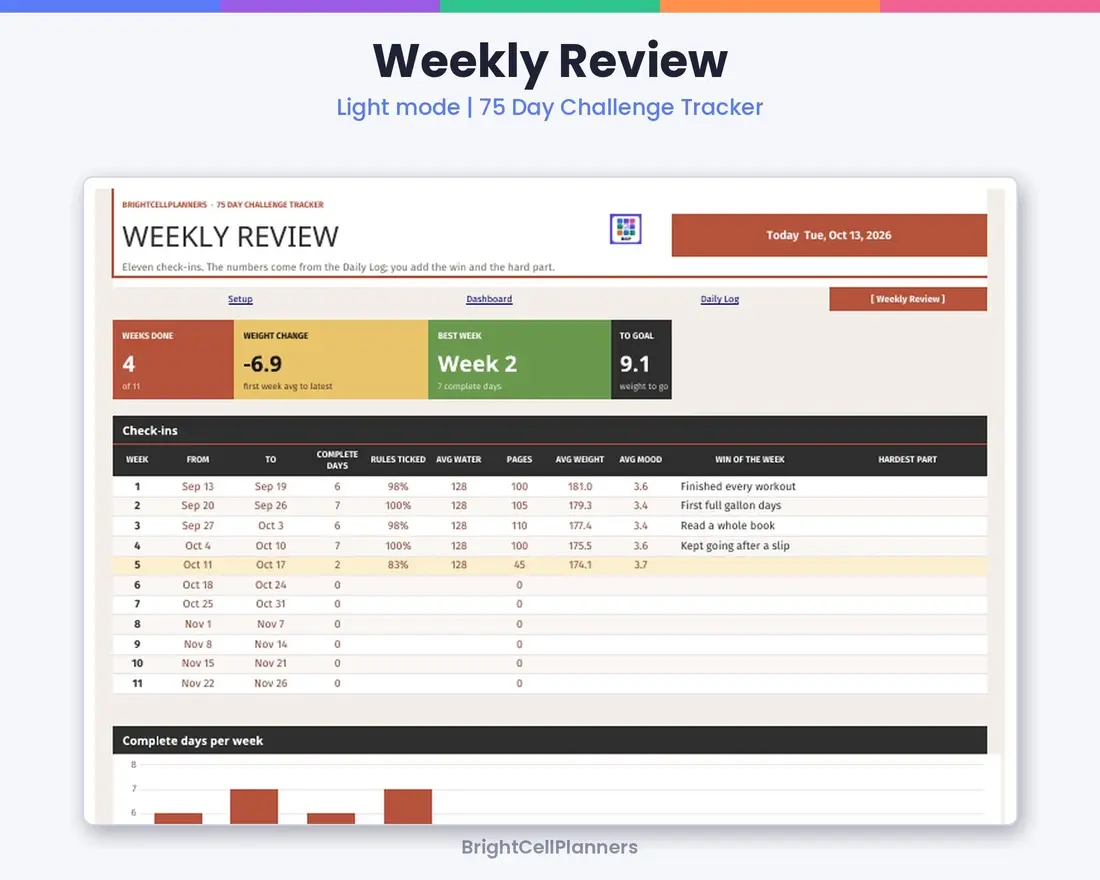 Weekly Review
Light mode | 75 Day Challenge Tracker
BRIGHTCELLPLANNERS · 75 DAY CHALLENGE TRACKER
WEEKLY REVIEW
Eleven check-ins. The numbers come from the Daily Log; you add the win and the hard part.
Today Tue, Oct 13, 2026
Setup Dashboard Daily Log [ Weekly Review ]
WEEKS DONE WEIGHT CHANGE BEST WEEK TO GOAL
4 -6.9 Week 2 9.1
of 11 first week avg to latest 7 complete days weight to go
Check-ins
WEEK FROM TO COMPLETE DAYS RULES TICKED AVG WATER PAGES AVG WEIGHT AVG MOOD WIN OF THE WEEK HARDEST PART
1 Sep 13 Sep 19 6 98% 128 100 181.0 3.6 Finished every workout
2 Sep 20 Sep 26 7 100% 128 105 179.3 3.4 First full gallon days
3 Sep 27 Oct 3 6 98% 128 110 177.4 3.4 Read a whole book
4 Oct 4 Oct 10 7 100% 128 100 175.5 3.6 Kept going after a slip
5 Oct 11 Oct 17 2 83% 128 45 174.1 3.7
6 Oct 18 Oct 24 0 0
7 Oct 25 Oct 31 0 0
8 Nov 1 Nov 7 0 0
9 Nov 8 Nov 14 0 0
10 Nov 15 Nov 21 0 0
11 Nov 22 Nov 26 0 0
Complete days per week
8
7
6
BrightCellPlanners